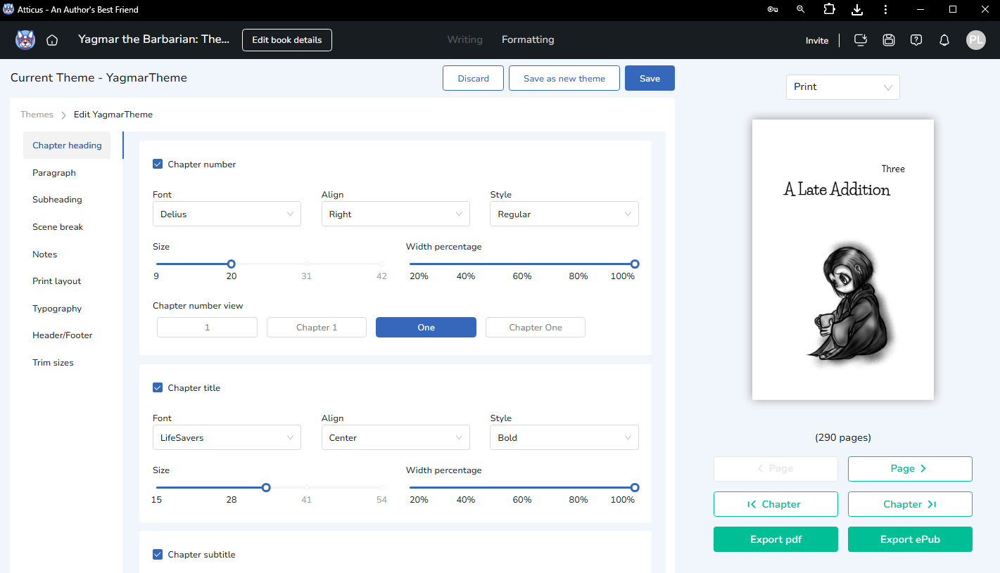 Atticus - An Author's Best Friend
Yagmar the Barbarian: The...
Edit book details
Writing
Formatting
Invite
PL
Current Theme - YagmarTheme
Discard
Save as new theme
Save
Themes
Edit YagmarTheme
Chapter heading
Paragraph
Subheading
Scene break
Notes
Print layout
Typography
Header/Footer
Trim sizes
Chapter number
Font
Align
Style
Delius
Right
Regular
Size
Width percentage
9 20 31 42
20% 40% 60% 80% 100%
Chapter number view
1
Chapter 1
One
Chapter One
Chapter title
Font
Align
Style
LifeSavers
Center
Bold
Size
Width percentage
15 28 41 54
20% 40% 60% 80% 100%
Chapter subtitle
Print
Three
A Late Addition
(290 pages)
Page
Page
Chapter
Chapter
Export pdf
Export ePub